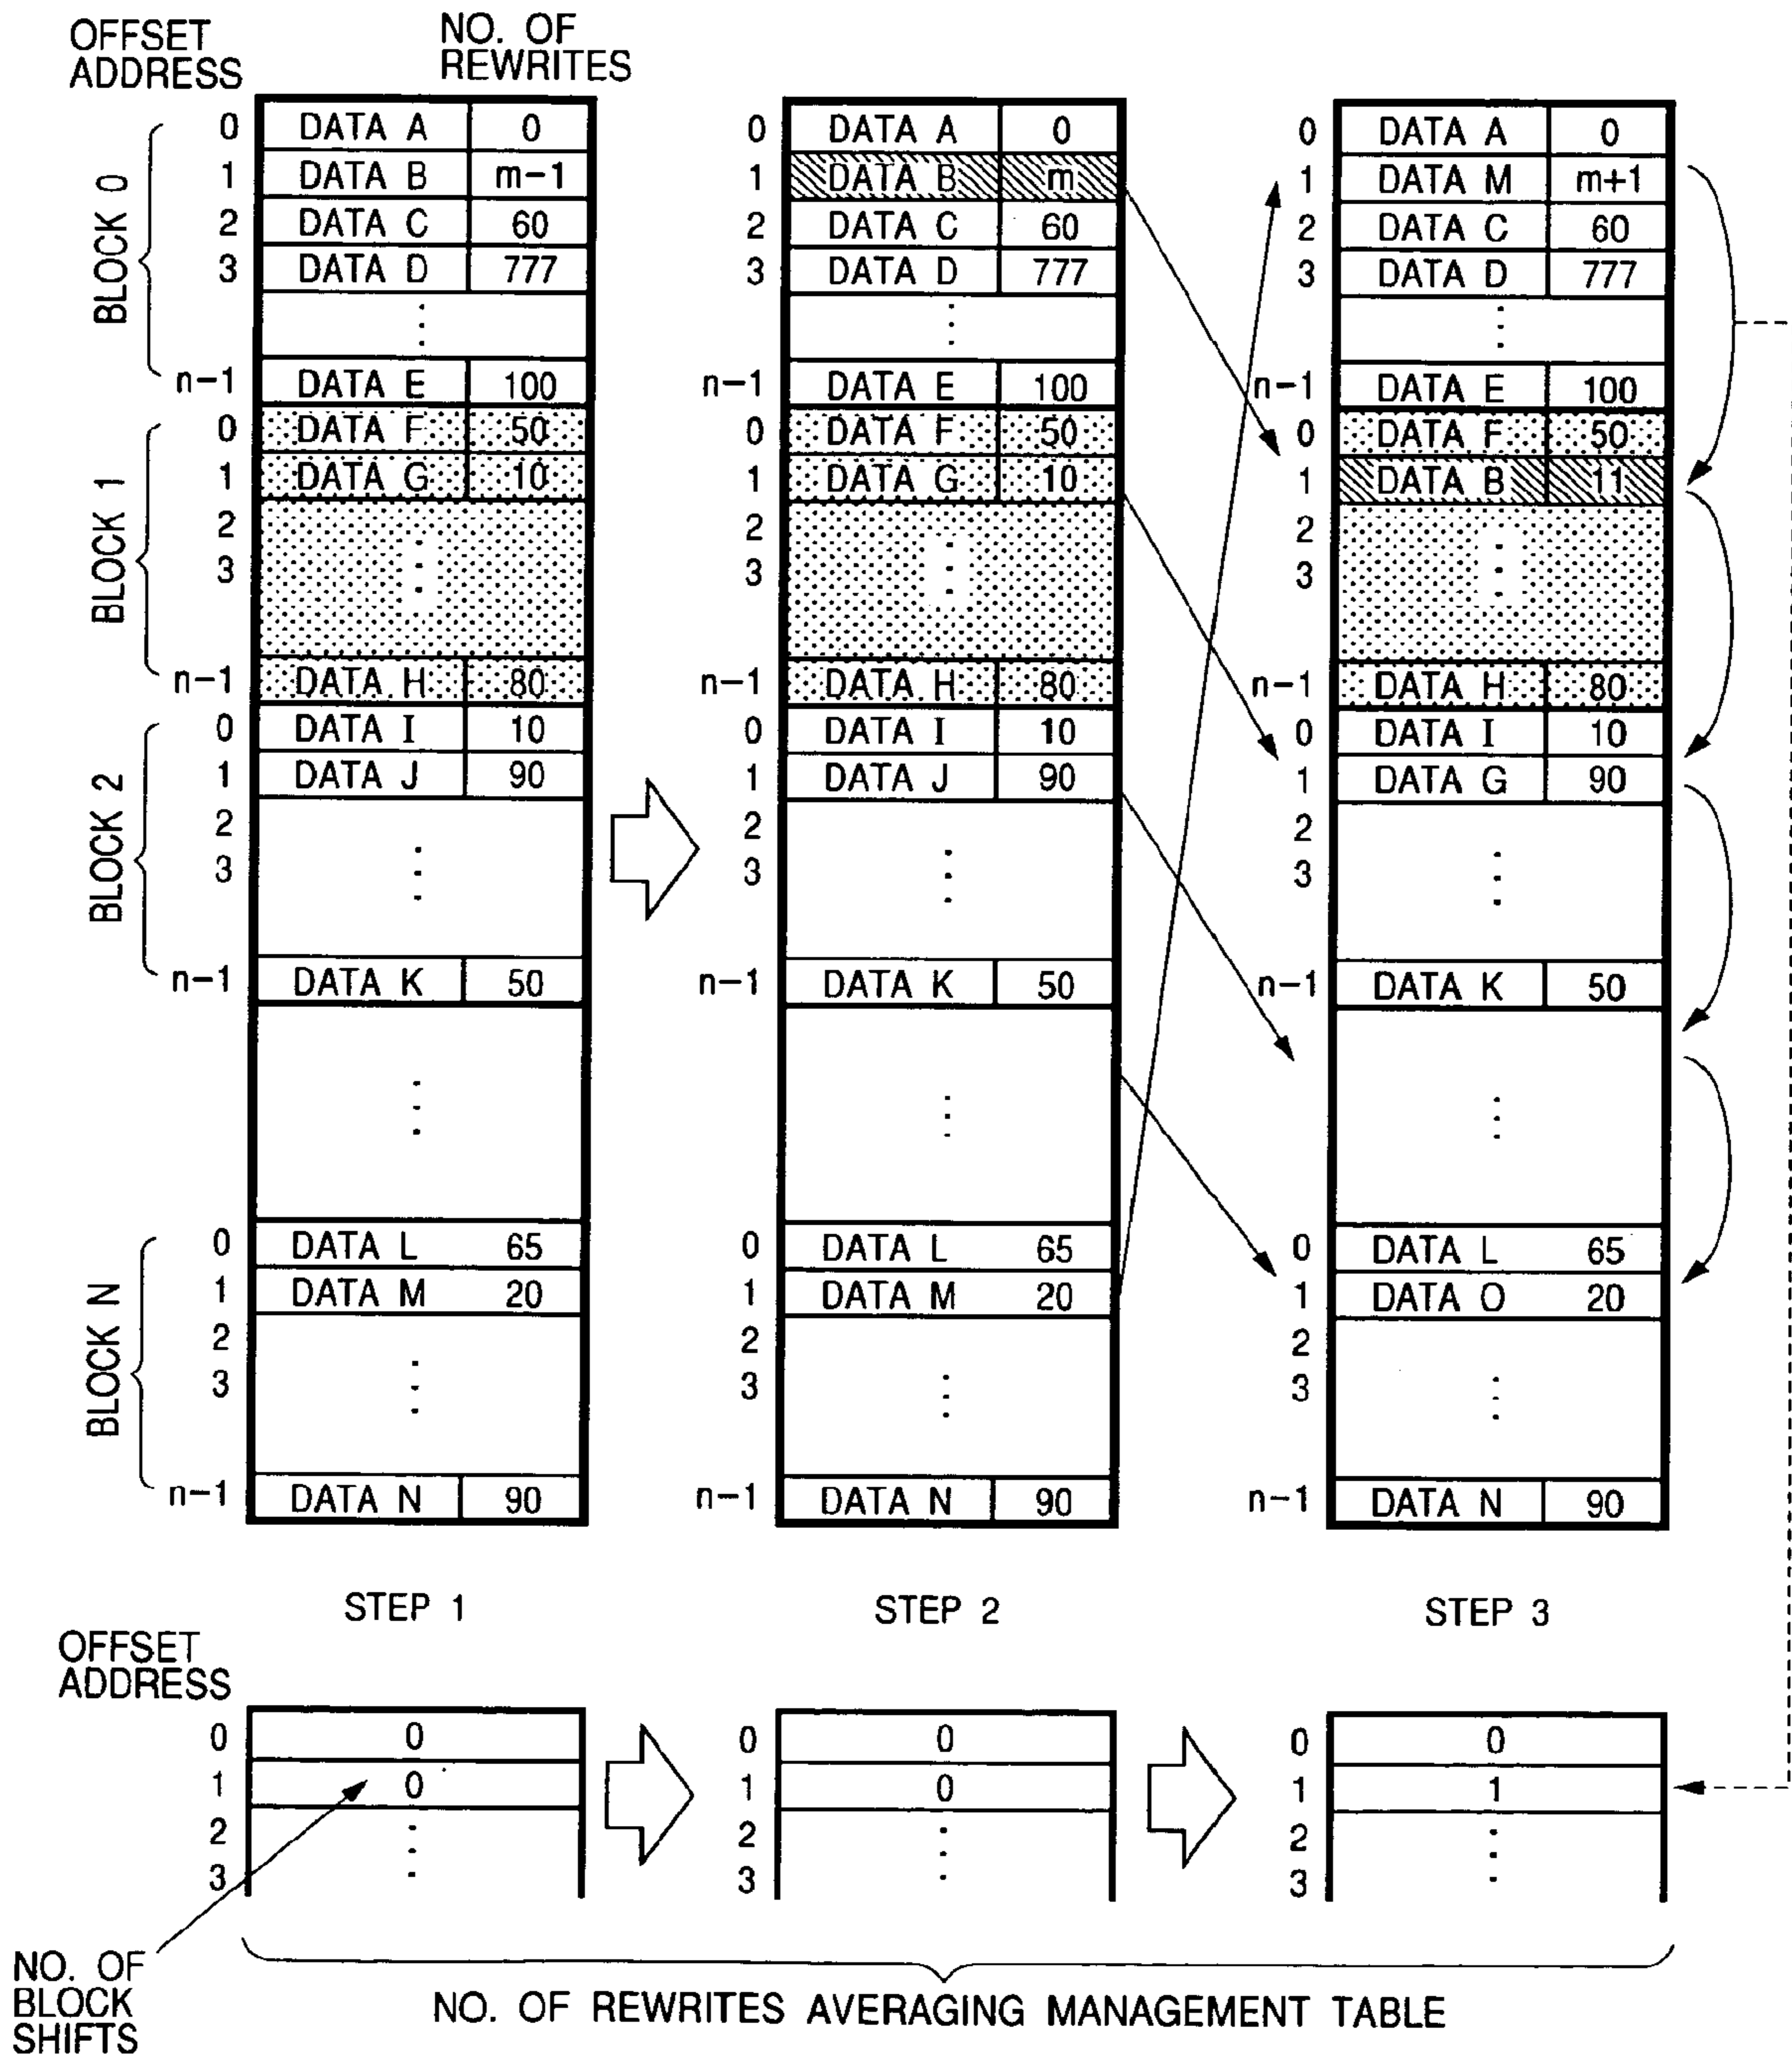 OFFSET
ADDRESS
NO. OF
REWRITES
BLOCK 0
0 DATA A 0
1 DATA B m-1
2 DATA C 60
3 DATA D 777
n-1 DATA E 100
BLOCK 1
0 DATA F 50
1 DATA G 10
2
3
n-1 DATA H 80
BLOCK 2
0 DATA I 10
1 DATA J 90
2
3
n-1 DATA K 50
BLOCK N
0 DATA L 65
1 DATA M 20
2
3
n-1 DATA N 90
STEP 1
0 DATA A 0
1 DATA B m
2 DATA C 60
3 DATA D 777
n-1 DATA E 100
0 DATA F 50
1 DATA G 10
2
3
n-1 DATA H 80
0 DATA I 10
1 DATA J 90
2
3
n-1 DATA K 50
0 DATA L 65
1 DATA M 20
2
3
n-1 DATA N 90
STEP 2
0 DATA A 0
1 DATA M m+1
2 DATA C 60
3 DATA D 777
n-1 DATA E 100
0 DATA F 50
1 DATA B 11
2
3
n-1 DATA H 80
0 DATA I 10
1 DATA G 90
2
3
n-1 DATA K 50
0 DATA L 65
1 DATA O 20
2
3
n-1 DATA N 90
STEP 3
OFFSET
ADDRESS
0 0
1 0
2
3
0 0
1 0
2
3
0 0
1 1
2
3
NO. OF
BLOCK
SHIFTS
NO. OF REWRITES AVERAGING MANAGEMENT TABLE